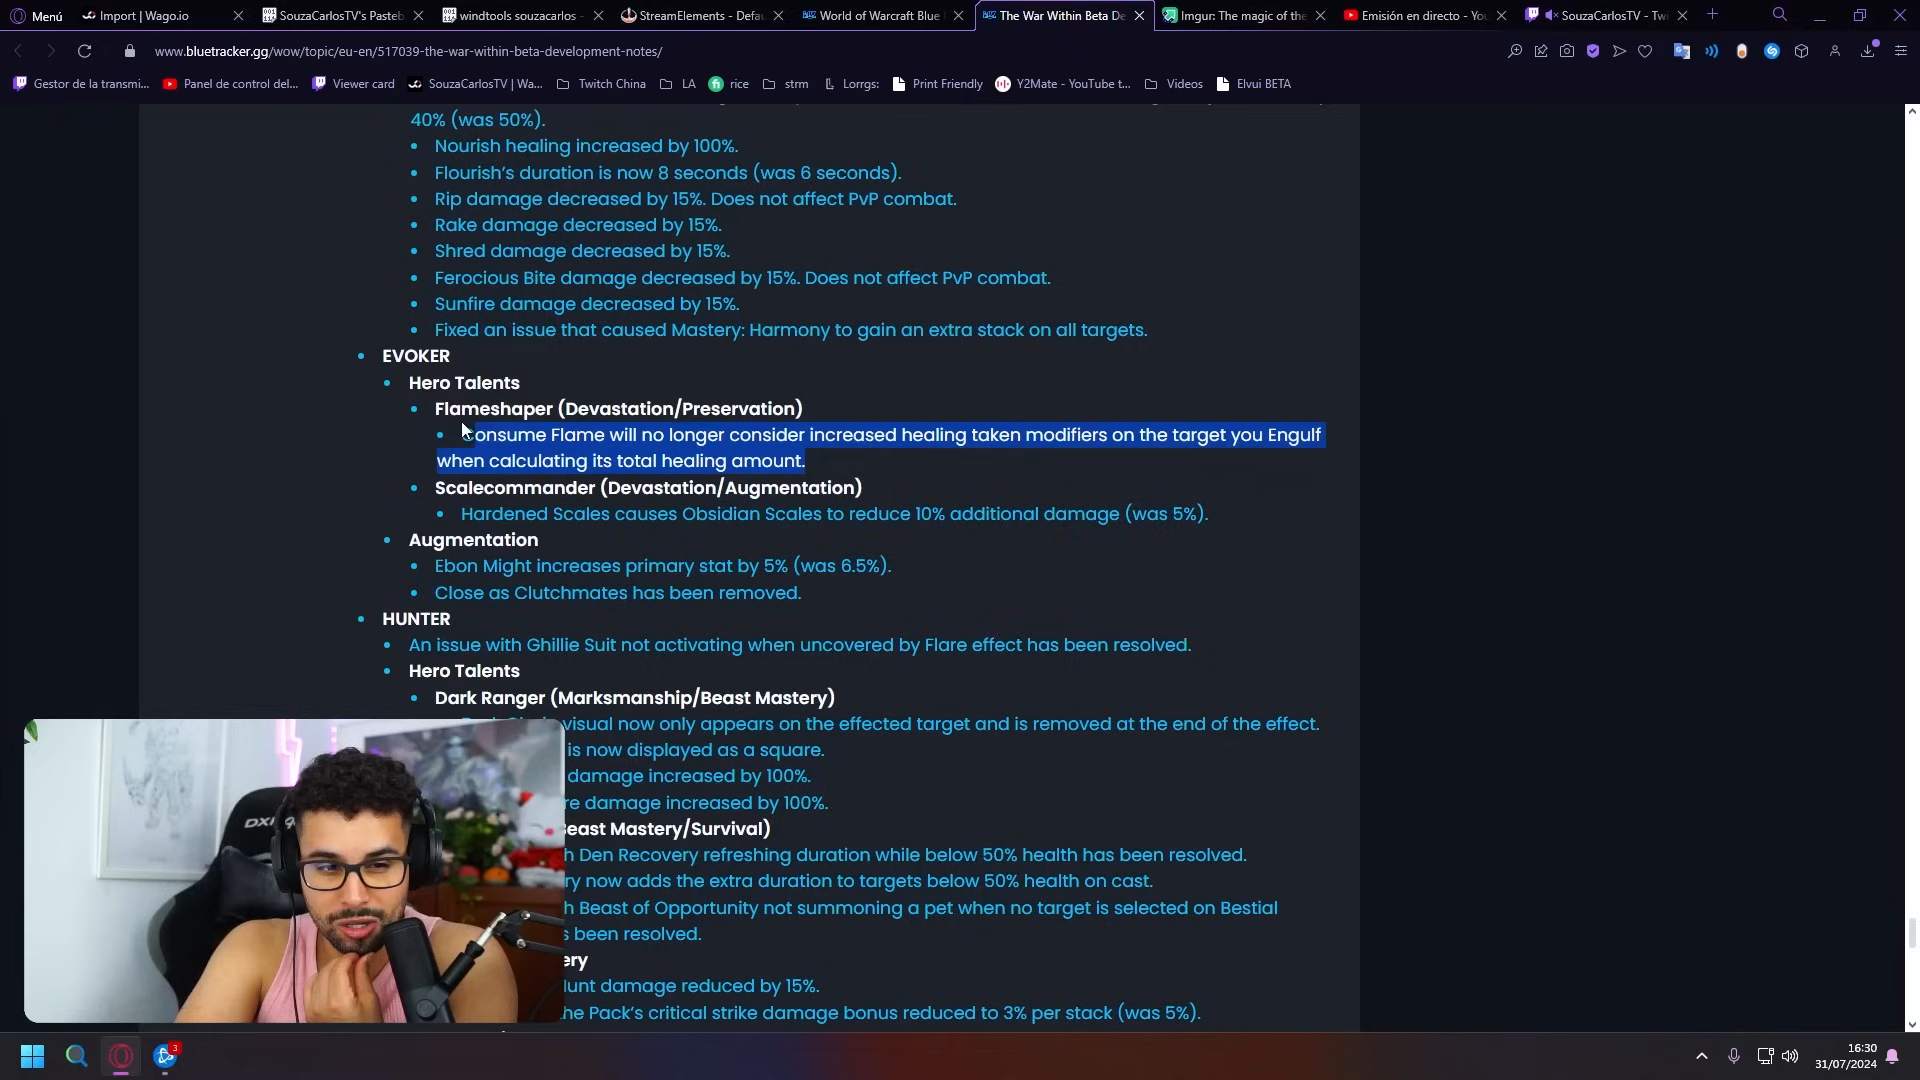 Menú
Import | Wago.io
SouzaCarlosTV's Pasteb
windtools souzacarlos -
StreamElements - Defau
World of Warcraft Blue
The War Within Beta De
Imgur: The magic of the
Emisión en directo - You
SouzaCarlosTV - Tw
www.bluetracker.gg/wow/topic/eu-en/517039-the-war-within-beta-development-notes/
Gestor de la transmi...
Panel de control del...
Viewer card
SouzaCarlosTV | Wa...
Twitch China
LA
rice
strm
Lorrgs:
Print Friendly
Y2Mate - YouTube t...
Videos
Elvui BETA
40% (was 50%).
Nourish healing increased by 100%.
Flourish’s duration is now 8 seconds (was 6 seconds).
Rip damage decreased by 15%. Does not affect PvP combat.
Rake damage decreased by 15%.
Shred damage decreased by 15%.
Ferocious Bite damage decreased by 15%. Does not affect PvP combat.
Sunfire damage decreased by 15%.
Fixed an issue that caused Mastery: Harmony to gain an extra stack on all targets.
EVOKER
Hero Talents
Flameshaper (Devastation/Preservation)
Consume Flame will no longer consider increased healing taken modifiers on the target you Engulf
when calculating its total healing amount.
Scalecommander (Devastation/Augmentation)
Hardened Scales causes Obsidian Scales to reduce 10% additional damage (was 5%).
Augmentation
Ebon Might increases primary stat by 5% (was 6.5%).
Close as Clutchmates has been removed.
HUNTER
An issue with Ghillie Suit not activating when uncovered by Flare effect has been resolved.
Hero Talents
Dark Ranger (Marksmanship/Beast Mastery)
visual now only appears on the effected target and is removed at the end of the effect.
is now displayed as a square.
damage increased by 100%.
re damage increased by 100%.
Beast Mastery/Survival)
h Den Recovery refreshing duration while below 50% health has been resolved.
ry now adds the extra duration to targets below 50% health on cast.
h Beast of Opportunity not summoning a pet when no target is selected on Bestial
s been resolved.
ery
Hunt damage reduced by 15%.
the Pack’s critical strike damage bonus reduced to 3% per stack (was 5%).
3
16:30
31/07/2024